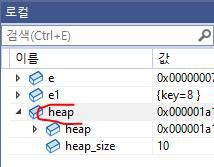 로컬
검색(Ctrl+E)
이름 값
e 0x00000007
e1 {key=8 }
heap 0x000001a1
heap 0x000001a1
heap_size 10